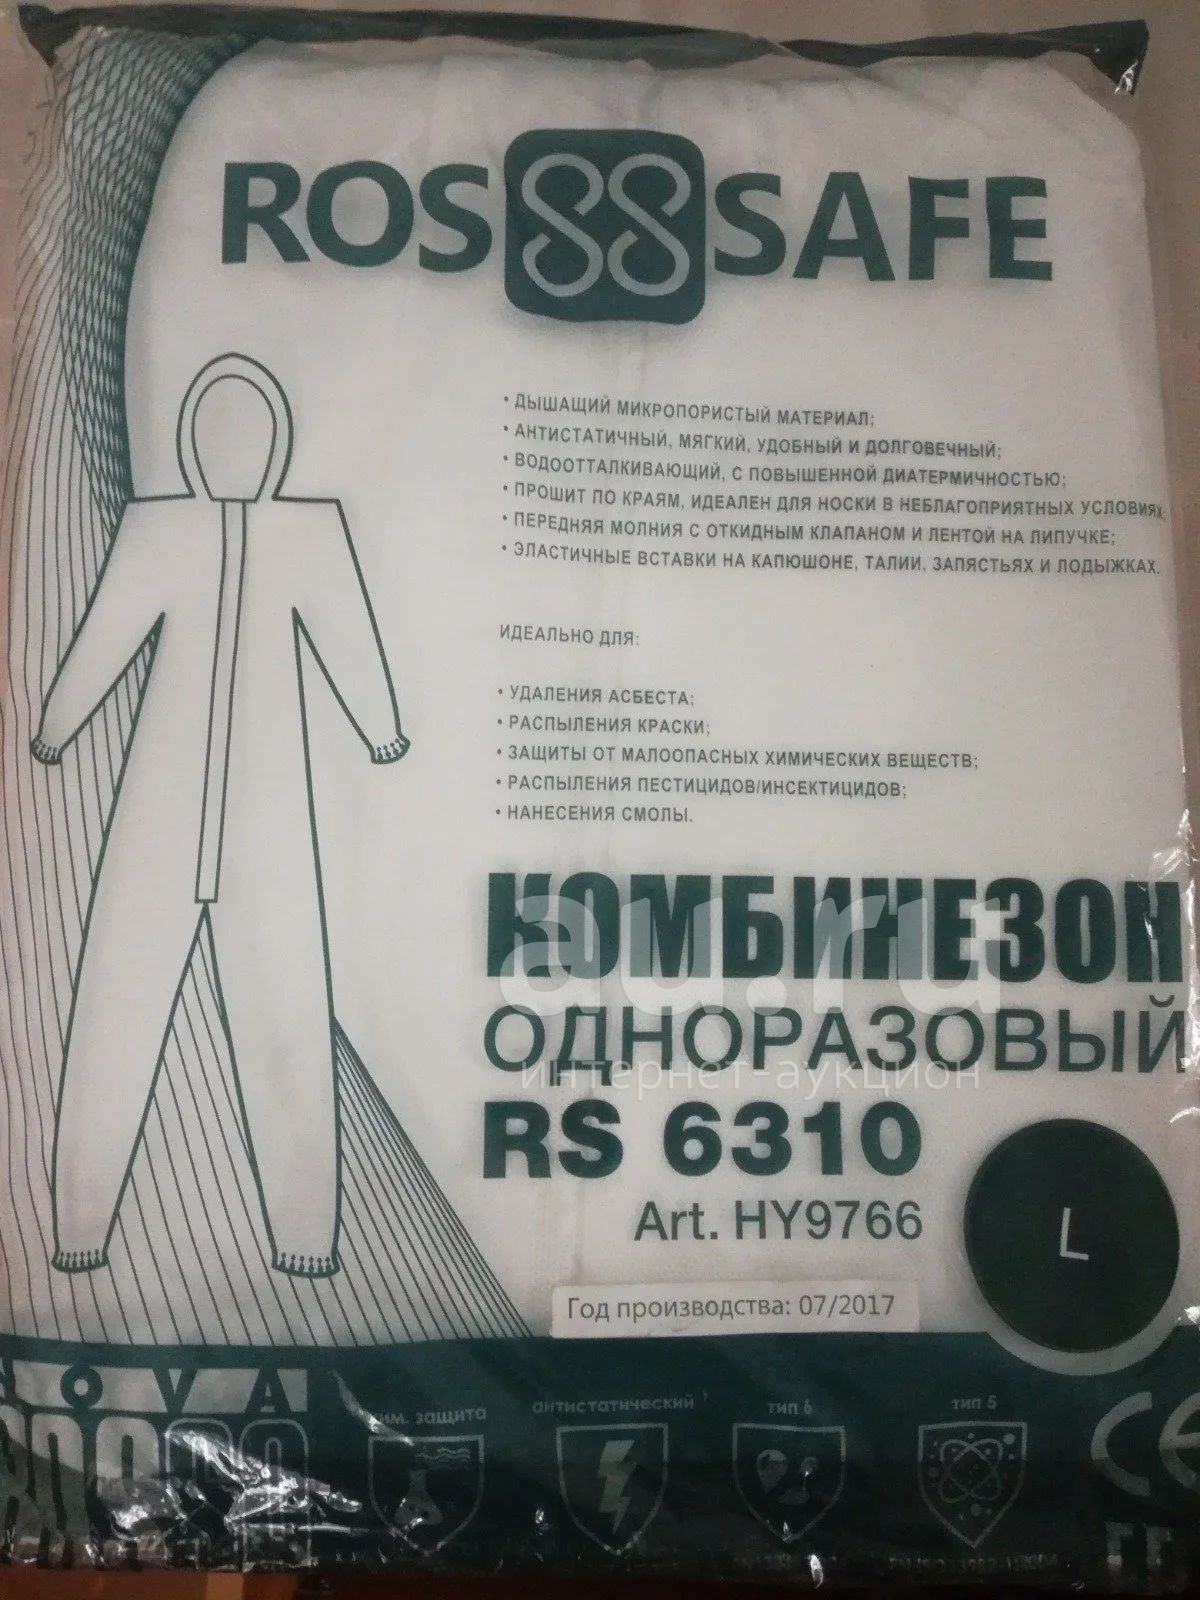 ROS SAFE
• ДЫШАЩИЙ МИКРОПОРИСТЫЙ МАТЕРИАЛ;
• АНТИСТАТИЧНЫЙ, МЯГКИЙ, УДОБНЫЙ И ДОЛГОВЕЧНЫЙ;
• ВОДООТТАЛКИВАЮЩИЙ, С ПОВЫШЕННОЙ ДИАТЕРМИЧНОСТЬЮ;
• ПРОШИТ ПО КРАЯМ, ИДЕАЛЕН ДЛЯ НОСКИ В НЕБЛАГОПРИЯТНЫХ УСЛОВИЯХ
• ПЕРЕДНЯЯ МОЛНИЯ С ОТКИДНЫМ КЛАПАНОМ И ЛЕНТОЙ НА ЛИПУЧКЕ;
• ЭЛАСТИЧНЫЕ ВСТАВКИ НА КАПЮШОНЕ, ТАЛИИ, ЗАПЯСТЬЯХ И ЛОДЫЖКАХ.
ИДЕАЛЬНО ДЛЯ:
• УДАЛЕНИЯ АСБЕСТА;
• РАСПЫЛЕНИЯ КРАСКИ;
• ЗАЩИТЫ ОТ МАЛООПАСНЫХ ХИМИЧЕСКИХ ВЕЩЕСТВ;
• РАСПЫЛЕНИЯ ПЕСТИЦИДОВ/ИНСЕКТИЦИДОВ;
• НАНЕСЕНИЯ СМОЛЫ.
КОМБИНЕЗОН
au.ru
ОДНОРАЗОВЫЙ
интернет-аукцион
RS 6310
Art. HY9766
L
Год производства: 07/2017
хим. защита
антистатический
тип 6
тип 5
CE